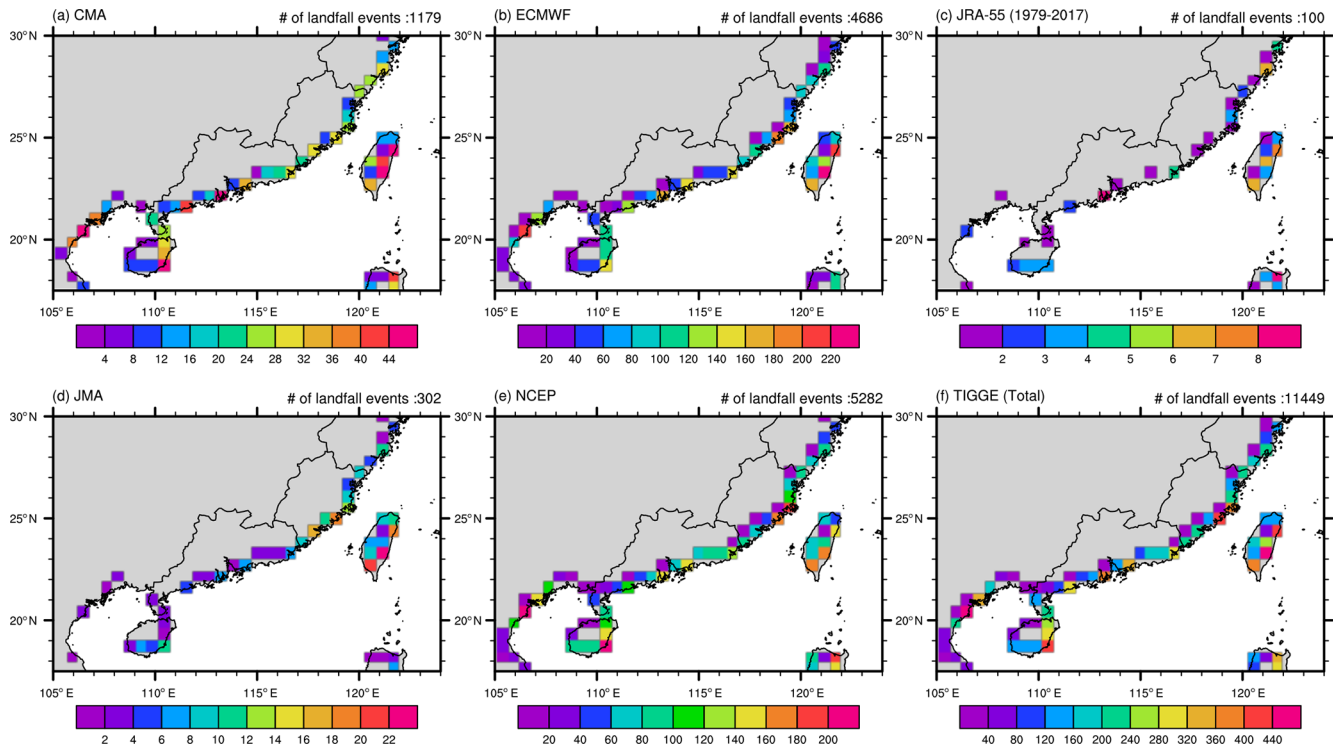 (a) CMA # of landfall events :1179
(b) ECMWF # of landfall events :4686
(c) JRA-55 (1979-2017) # of landfall events :100
30°N 30°N 30°N
25°N 25°N 25°N
20°N 20°N 20°N
105°E 110°E 115°E 120°E 105°E 110°E 115°E 120°E 105°E 110°E 115°E 120°E
4 8 12 16 20 24 28 32 36 40 44
20 40 60 80 100 120 140 160 180 200 220
2 3 4 5 6 7 8
(d) JMA # of landfall events :302
(e) NCEP # of landfall events :5282
(f) TIGGE (Total) # of landfall events :11449
30°N 30°N 30°N
25°N 25°N 25°N
20°N 20°N 20°N
105°E 110°E 115°E 120°E 105°E 110°E 115°E 120°E 105°E 110°E 115°E 120°E
2 4 6 8 10 12 14 16 18 20 22
20 40 60 80 100 120 140 160 180 200
40 80 120 160 200 240 280 320 360 400 440